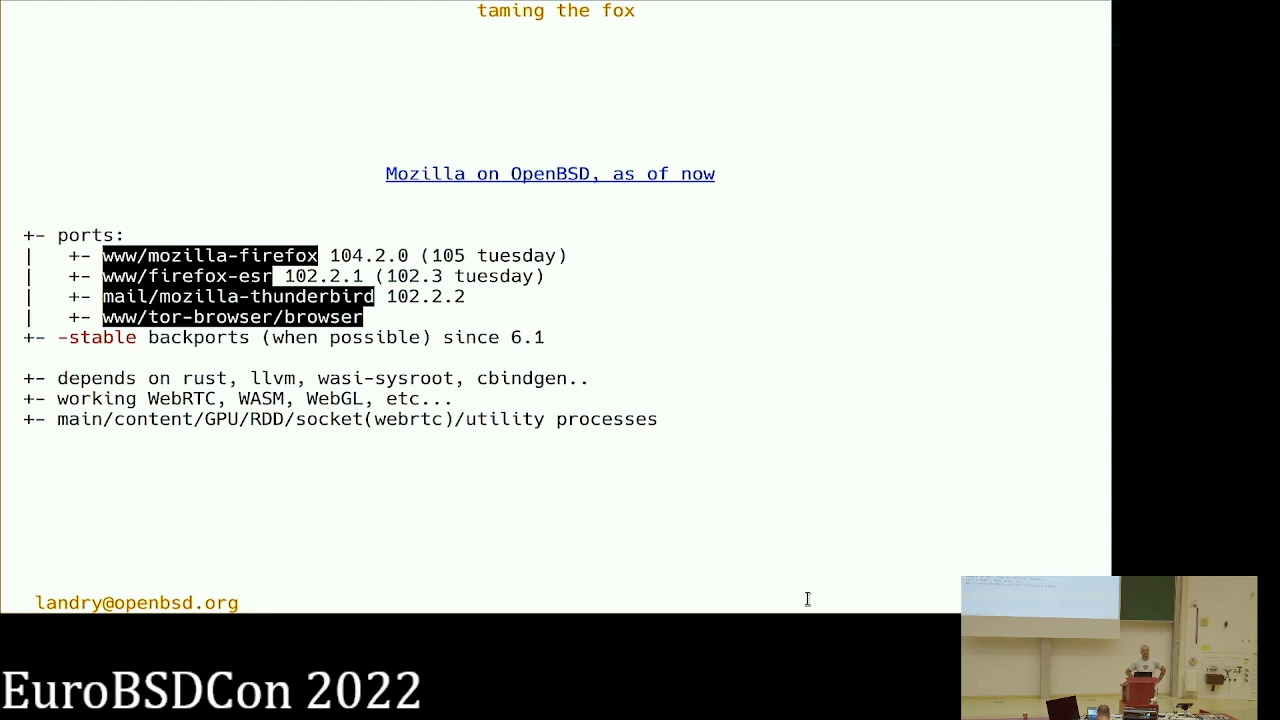 taming the fox
Mozilla on OpenBSD, as of now
+- ports:
| +- www/mozilla-firefox 104.2.0 (105 tuesday)
| +- www/firefox-esr 102.2.1 (102.3 tuesday)
| +- mail/mozilla-thunderbird 102.2.2
| +- www/tor-browser/browser
+- -stable backports (when possible) since 6.1
+- depends on rust, llvm, wasi-sysroot, cbindgen..
+- working WebRTC, WASM, WebGL, etc...
+- main/content/GPU/RDD/socket(webrtc)/utility processes
landry@openbsd.org
EuroBSDCon 2022